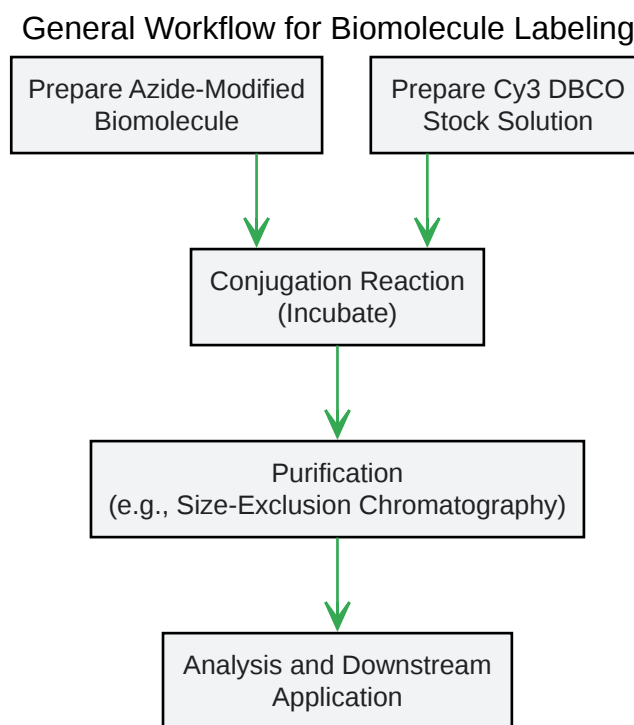 General Workflow for Biomolecule Labeling
Prepare Azide-Modified
Biomolecule
Prepare Cy3 DBCO
Stock Solution
Conjugation Reaction
(Incubate)
Purification
(e.g., Size-Exclusion Chromatography)
Analysis and Downstream
Application